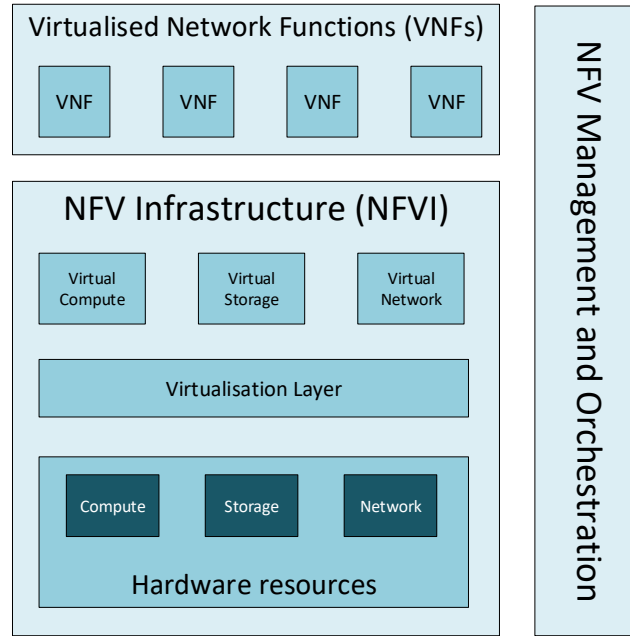 Virtualised Network Functions (VNFs)
VNF
VNF
VNF
VNF
NFV Infrastructure (NFVI)
Virtual
Compute
Virtual
Storage
Virtual
Network
Virtualisation Layer
Compute
Storage
Network
Hardware resources
NFV Management and Orchestration